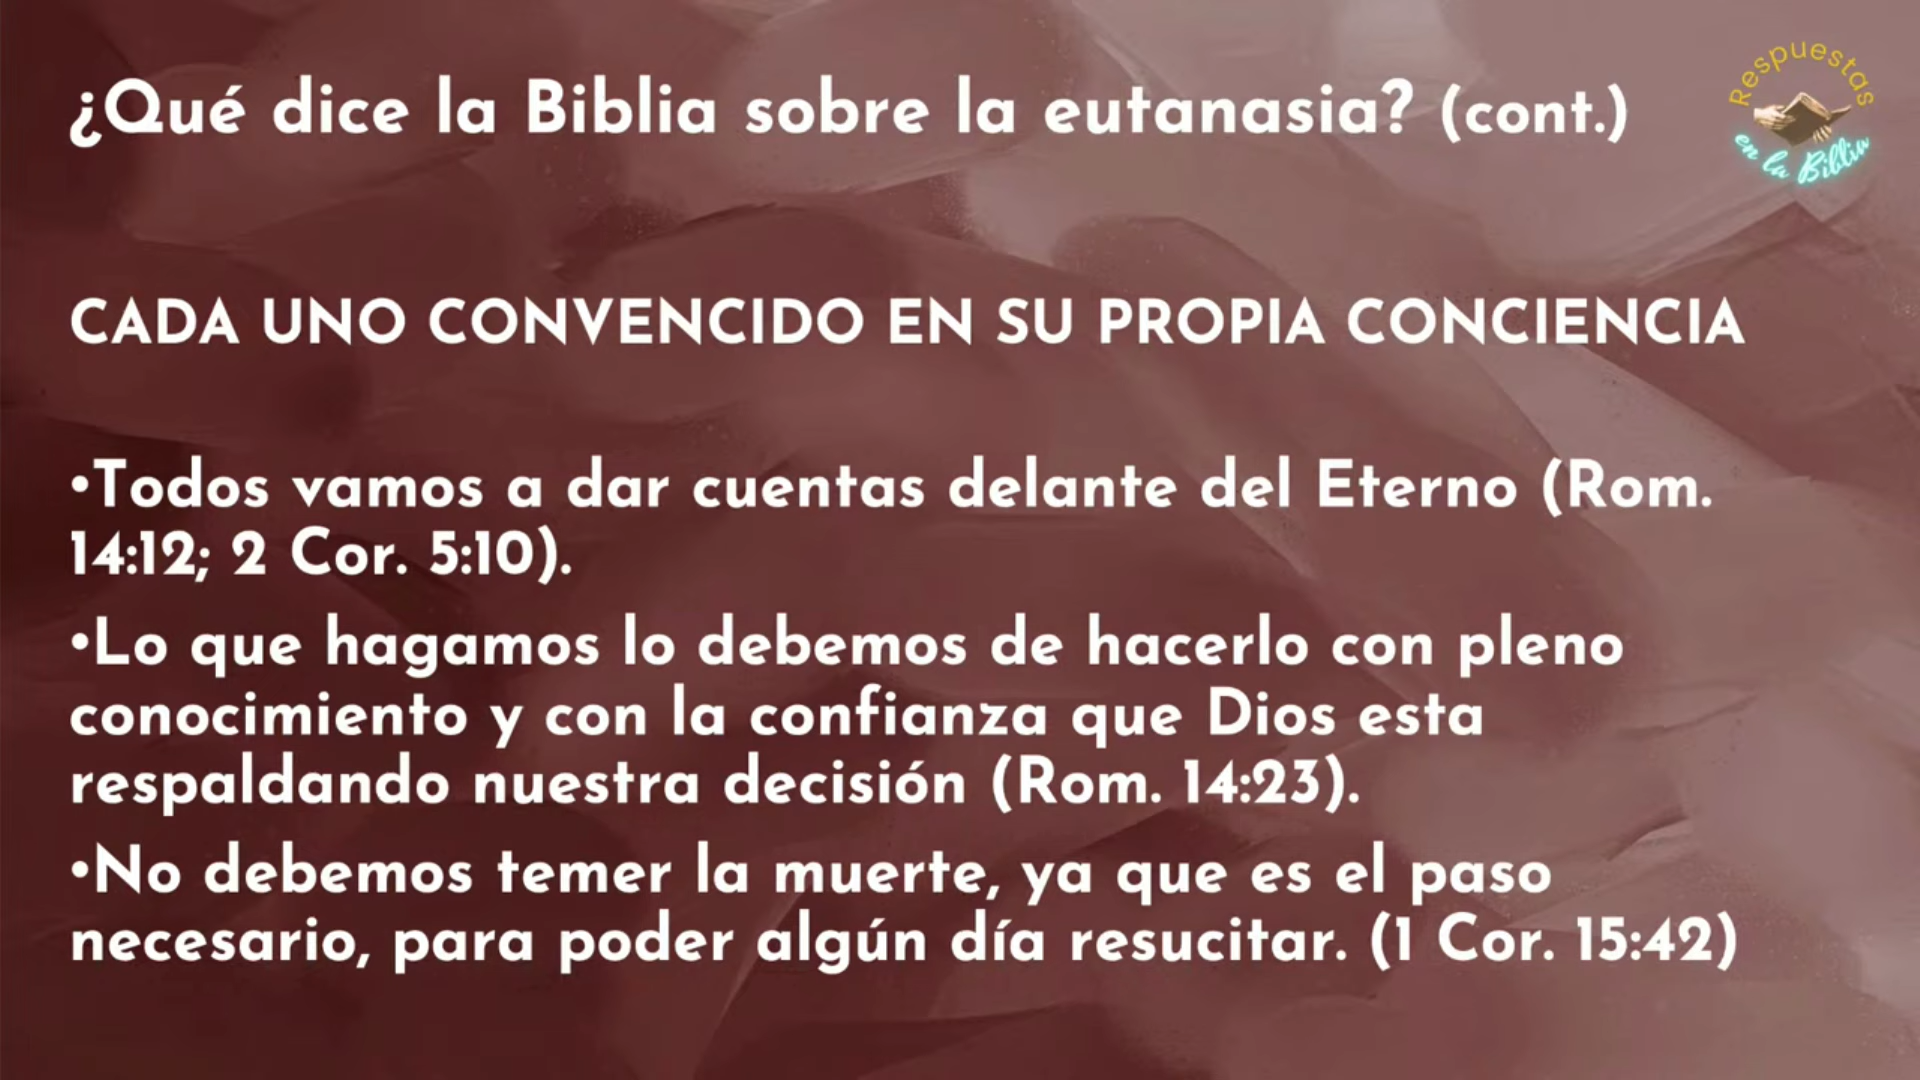 ¿Qué dice la Biblia sobre la eutanasia? (cont.)
Respuestas
en la Biblia
CADA UNO CONVENCIDO EN SU PROPIA CONCIENCIA
•Todos vamos a dar cuentas delante del Eterno (Rom.
14:12; 2 Cor. 5:10).
•Lo que hagamos lo debemos de hacerlo con pleno
conocimiento y con la confianza que Dios esta
respaldando nuestra decisión (Rom. 14:23).
•No debemos temer la muerte, ya que es el paso
necesario, para poder algún día resucitar. (1 Cor. 15:42)